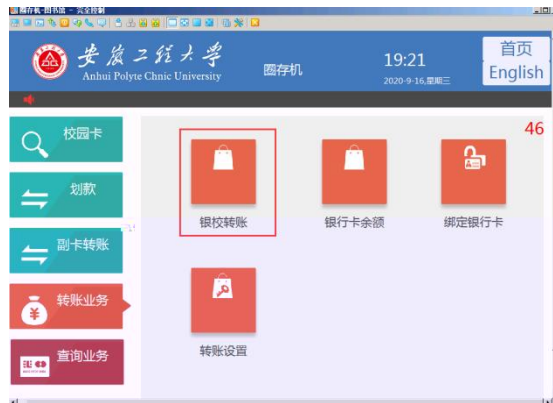 圈存机-图书馆 - 完全控制
安徽工程大学
Anhui Polyte Chnic University
圈存机
19:21
2020-9-16,星期三
首页
English
46
校园卡
划款
副卡转账
转账业务
查询业务
银校转账
银行卡余额
绑定银行卡
转账设置